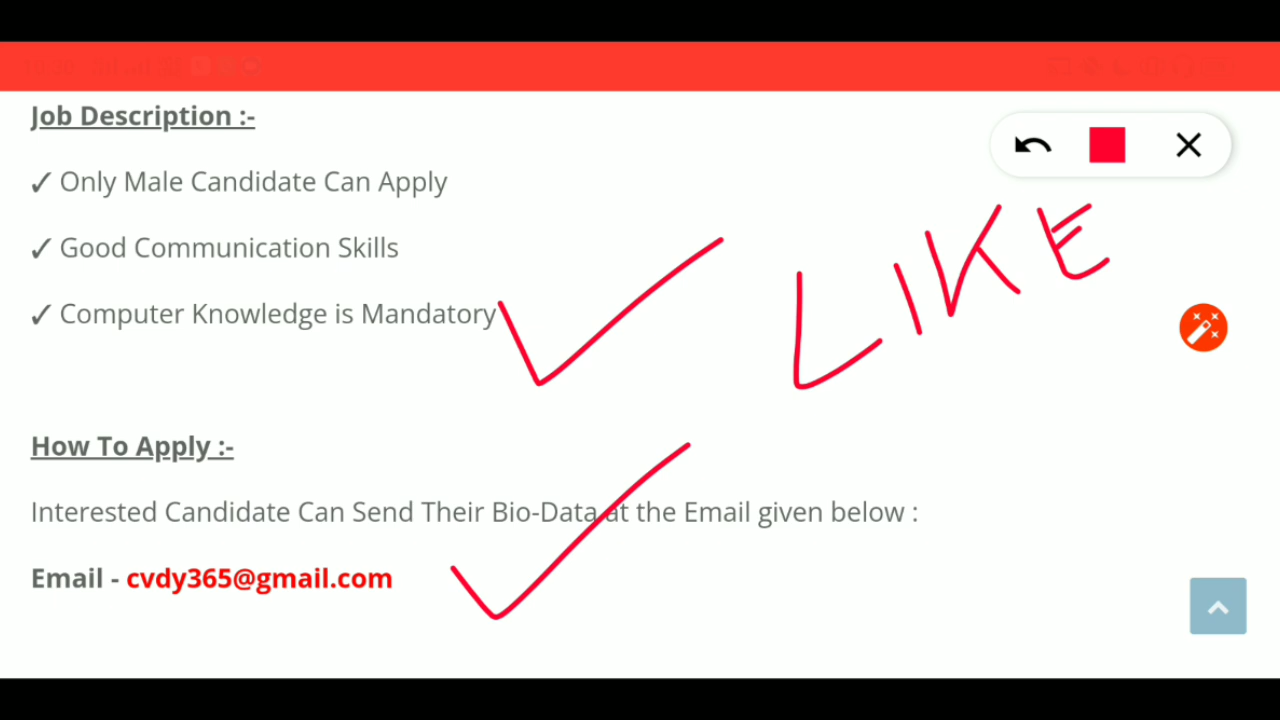 Job Description :-
✓ Only Male Candidate Can Apply
✓ Good Communication Skills
✓ Computer Knowledge is Mandatory
LIKE
How To Apply :-
Interested Candidate Can Send Their Bio-Data at the Email given below :
Email - cvdy365@gmail.com